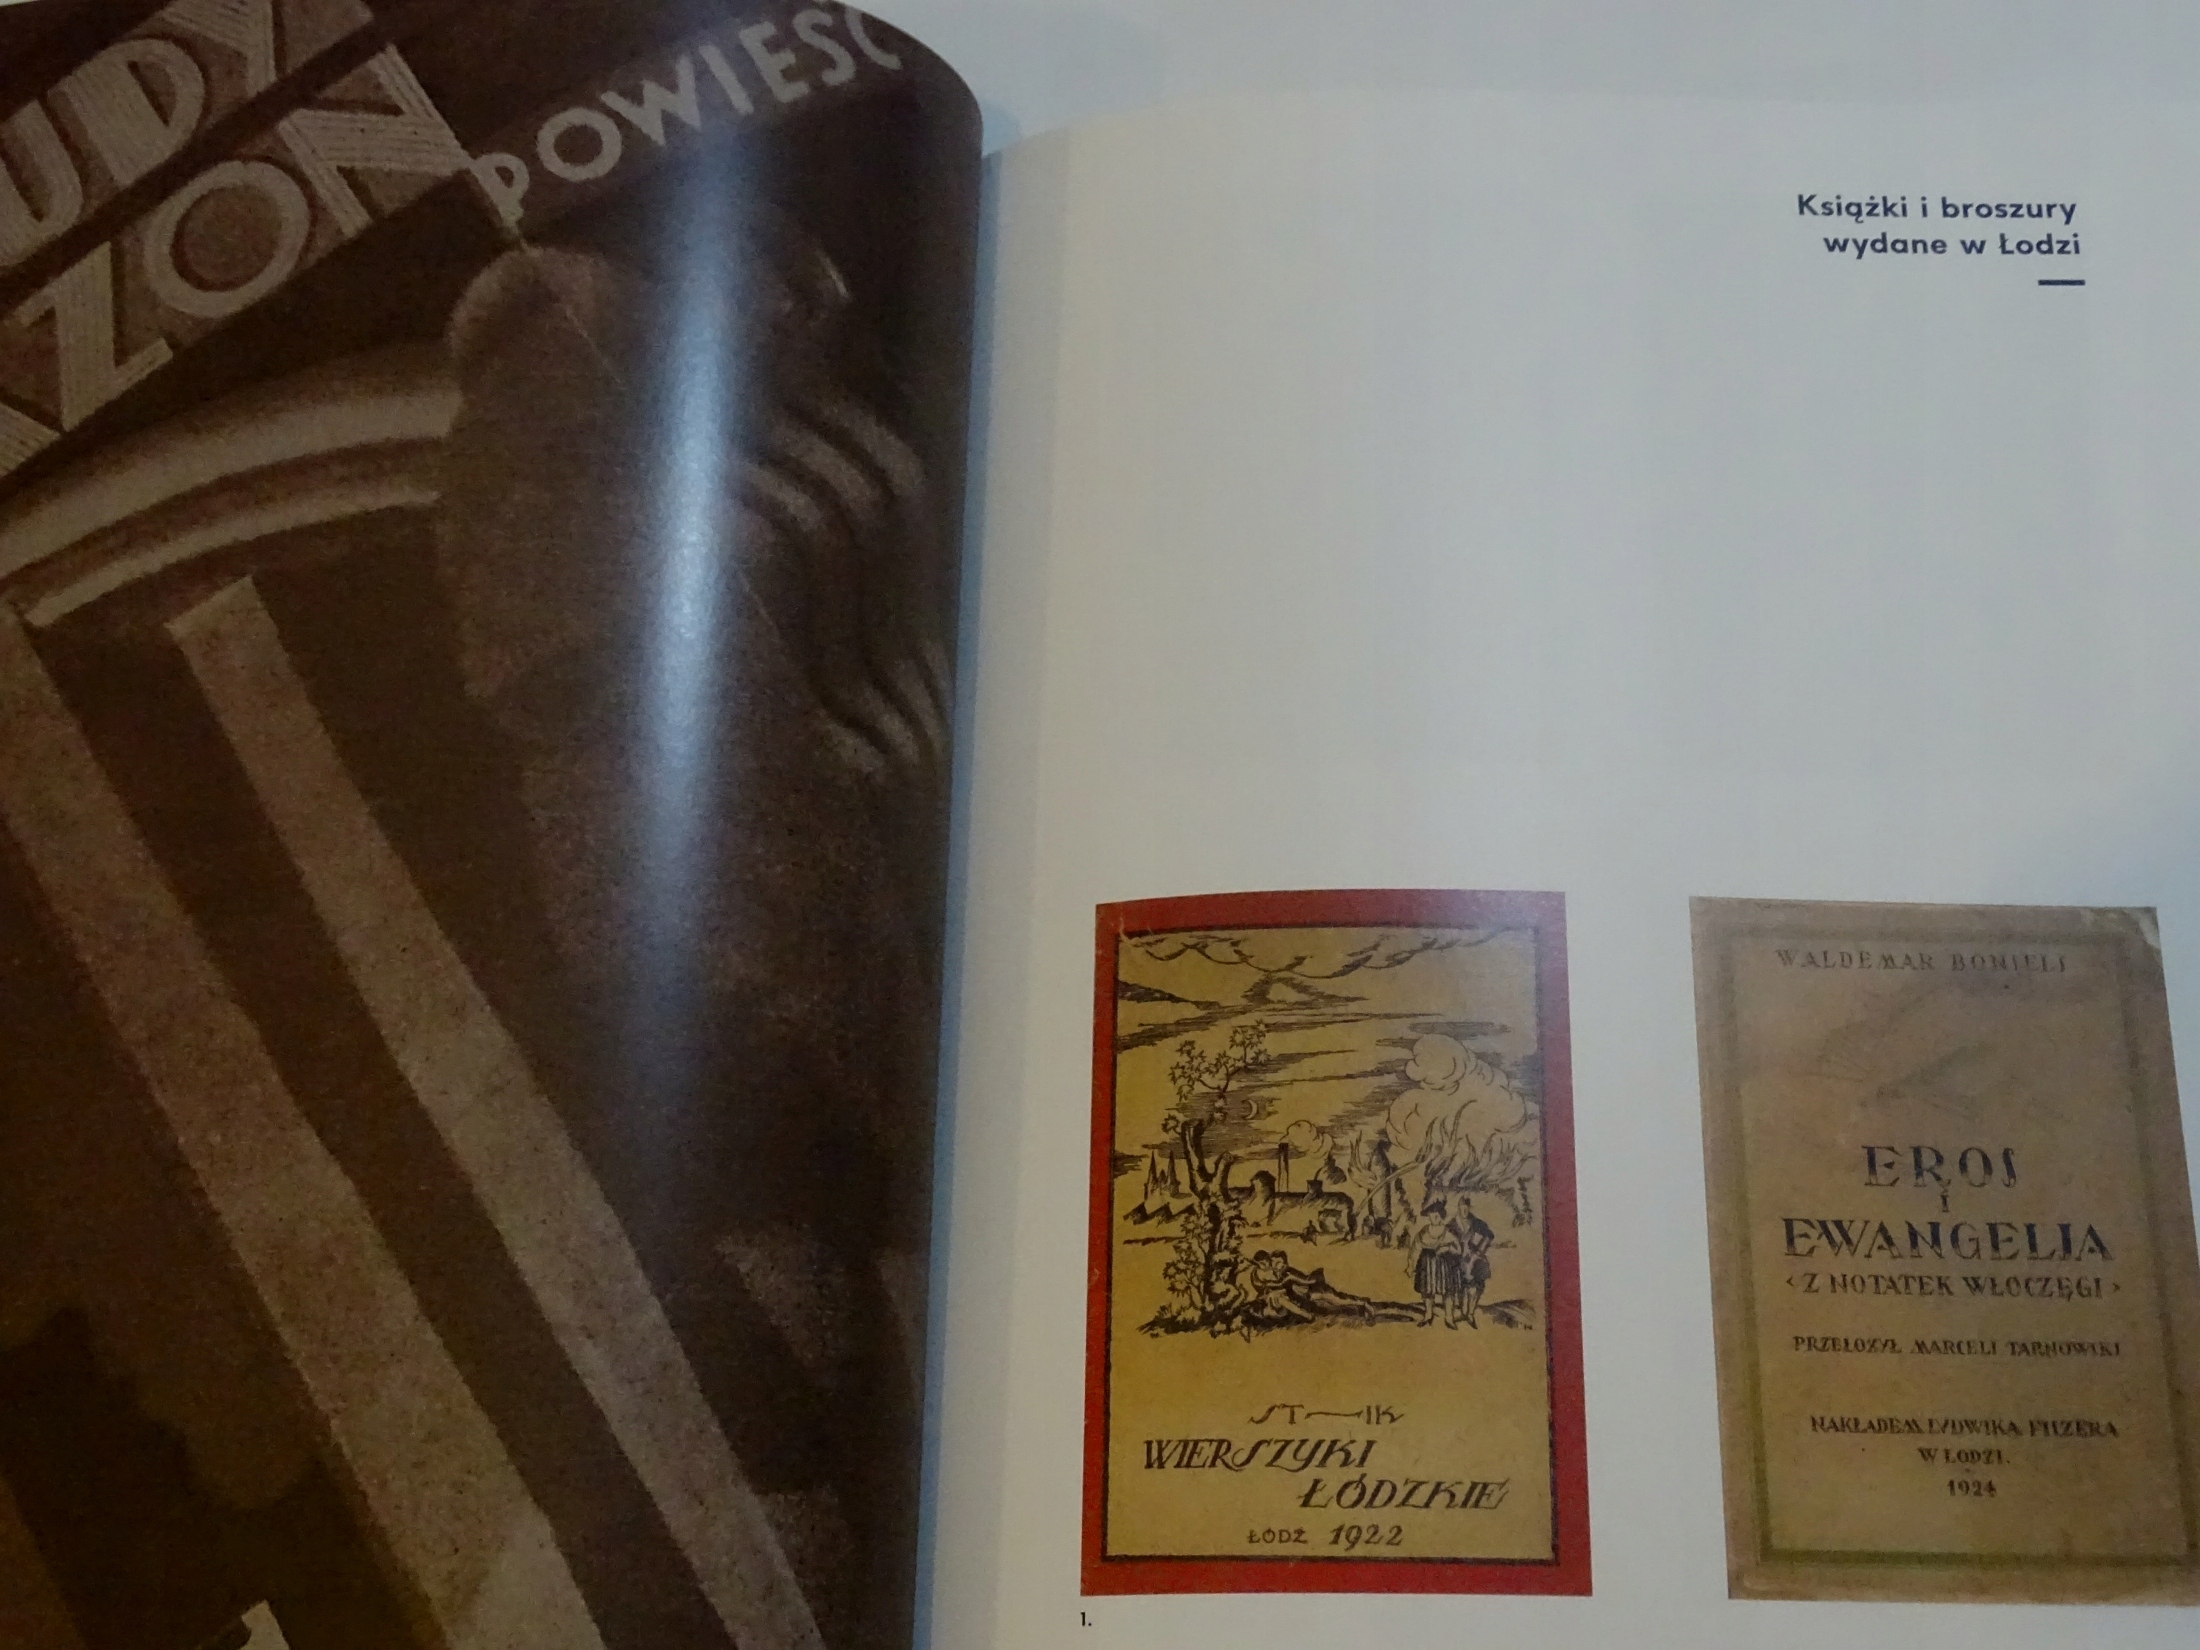 UDY
ZON
POWIEŚĆ
Książki i broszury
wydane w Łodzi
ST—IK
WIERSZYKI
ŁÓDZKIE
ŁÓDŹ 1922
1.
WALDEMAR BONSELS
EROS
i
EWANGELIA
‹Z NOTATEK WŁÓCZĘGI›
PRZEŁOŻYŁ MARCELI TARNOWSKI
NAKŁADEM LUDWIKA FISZERA
W ŁODZI.
1924